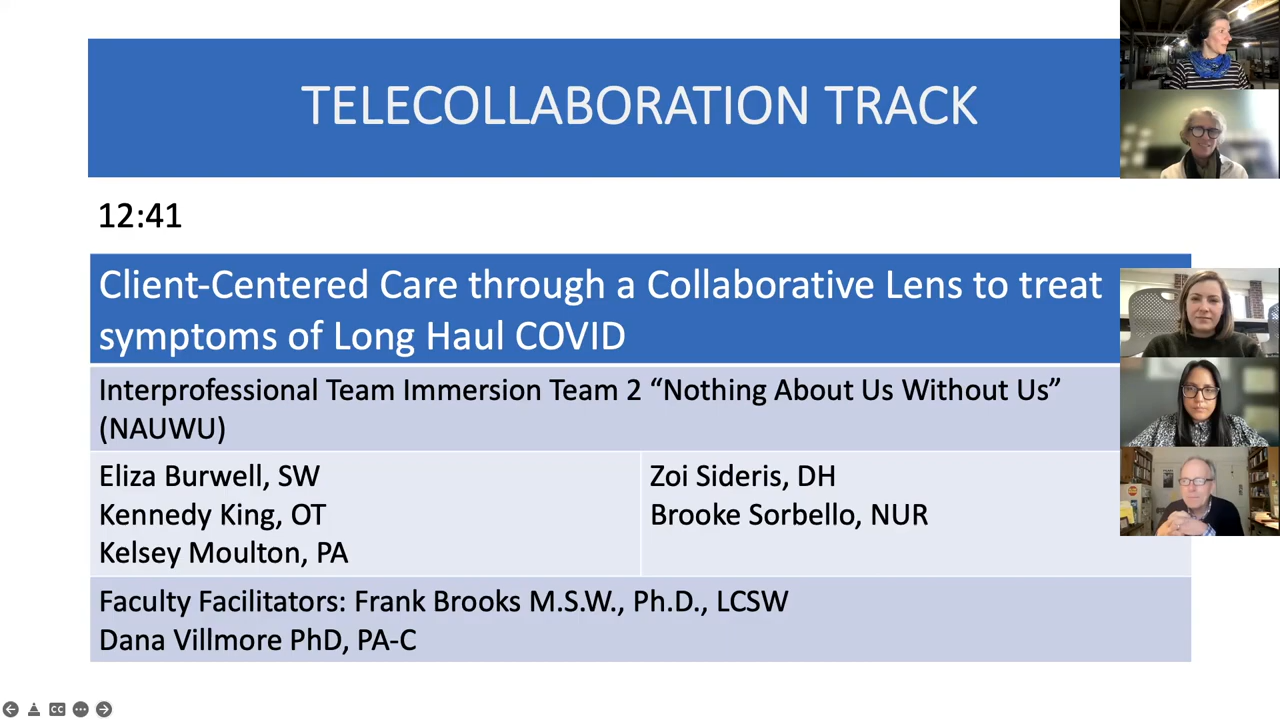 TELECOLLABORATION TRACK
12:41
Client-Centered Care through a Collaborative Lens to treat
symptoms of Long Haul COVID
Interprofessional Team Immersion Team 2 “Nothing About Us Without Us”
(NAUWU)
Eliza Burwell, SW
Kennedy King, OT
Kelsey Moulton, PA
Zoi Sideris, DH
Brooke Sorbello, NUR
Faculty Facilitators: Frank Brooks M.S.W., Ph.D., LCSW
Dana Villmore PhD, PA-C
CC